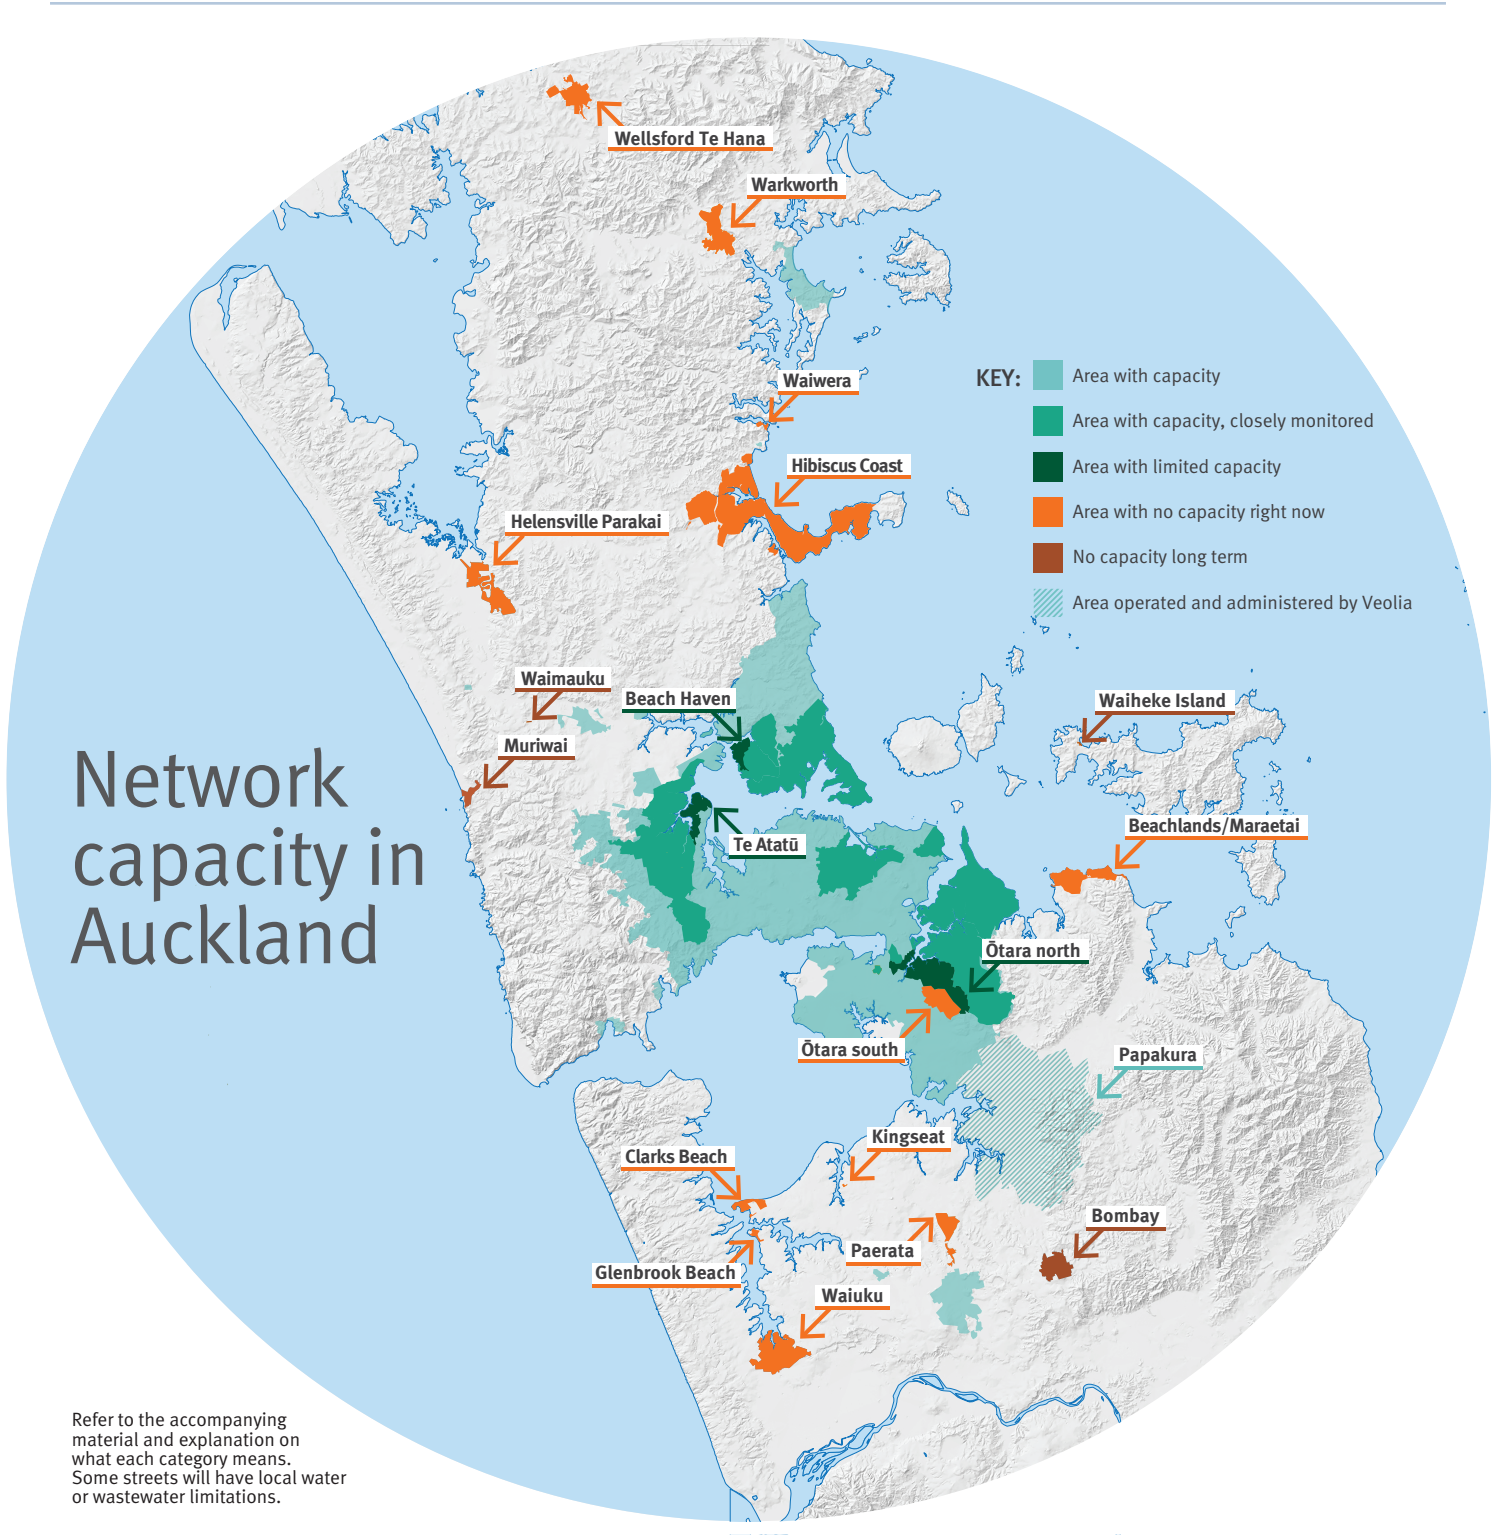 Wellsford Te Hana
Warkworth
Waiwera
KEY:
Area with capacity
Area with capacity, closely monitored
Area with limited capacity
Area with no capacity right now
No capacity long term
Area operated and administered by Veolia
Hibiscus Coast
Helensville Parakai
Waimauku
Beach Haven
Waiheke Island
Muriwai
Network
capacity in
Auckland
Beachlands/Maraetai
Te Atatū
Ōtara north
Ōtara south
Papakura
Kingseat
Clarks Beach
Bombay
Paerata
Glenbrook Beach
Waiuku
Refer to the accompanying
material and explanation on
what each category means.
Some streets will have local water
or wastewater limitations.